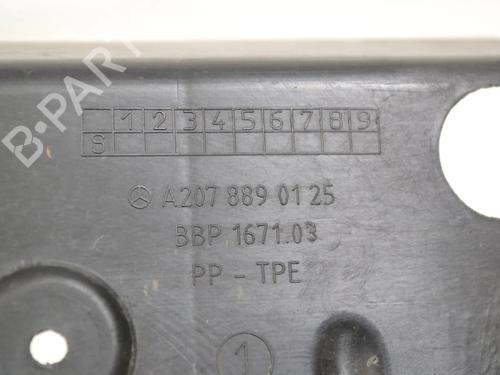 B-PARTS
1 2 3 4 5 6 7 8 9
S
A207 889 01 25
BBP 1671.03
PP - TPE
1